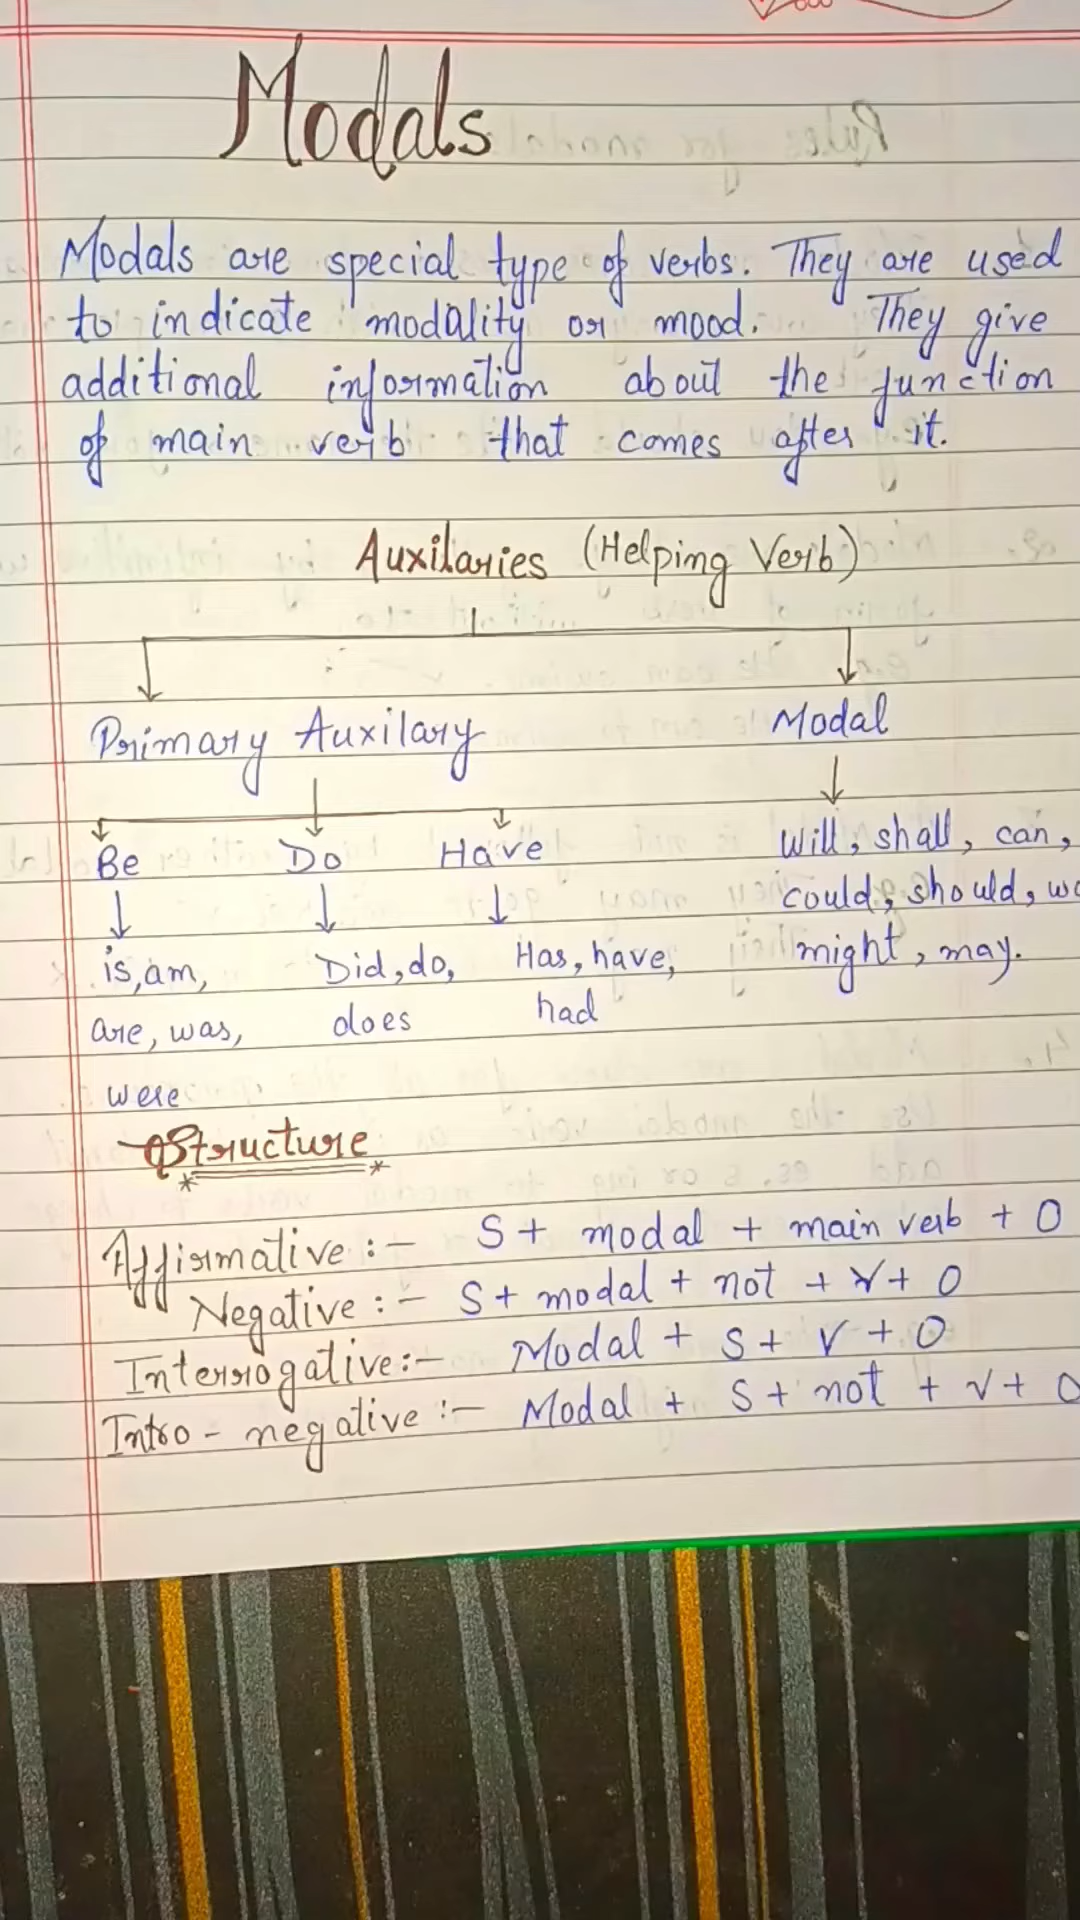 Modals
Modals are special type of verbs. They are used
to indicate modality or mood. They give
additional information about the function
of main verb that comes after it.
Auxilaries (Helping Verb)
Primary Auxilary Modal
Be Do Have Will, shall, can,
could, should,
is, am, Did, do, Has, have, might, may.
are, was, does had
were
Structure
Affirmative :- S + modal + main verb + O
Negative :- S + modal + not + V + O
Interrogative :- Modal + S + V + O
Intro - negative :- Modal + S + not + V + O